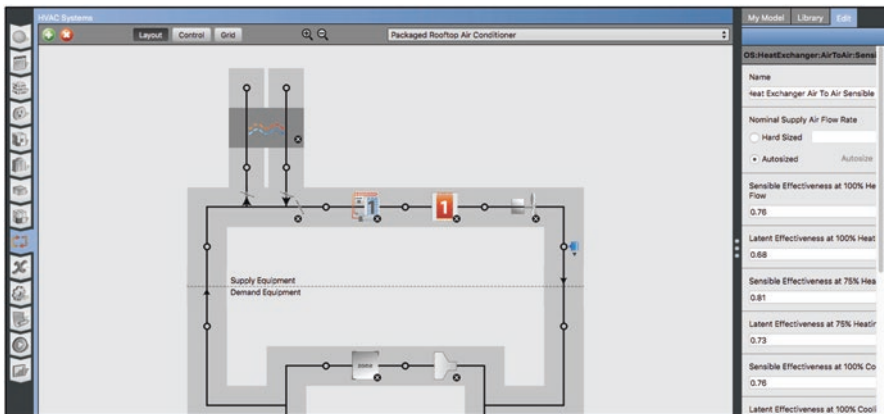 HVAC Systems
My Model
Library
Edit
Layout
Control
Grid
Packaged Rooftop Air Conditioner
OS:HeatExchanger:AirToAir:Sensi
Name
Heat Exchanger Air To Air Sensible
Nominal Supply Air Flow Rate
Hard Sized
Autosized
Autosize
Sensible Effectiveness at 100% He
Flow
0.76
Latent Effectiveness at 100% Heat
0.68
Sensible Effectiveness at 75% Hea
0.81
Latent Effectiveness at 75% Heatin
0.73
Sensible Effectiveness at 100% Co
0.76
Latent Effectiveness at 100% Cooli
1
1
Supply Equipment
Demand Equipment